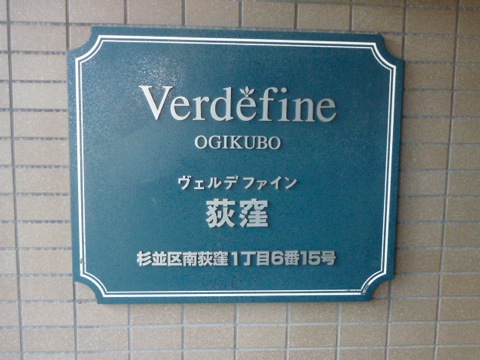 Verdefine
OGIKUBO
ヴェルデファイン
荻窪
杉並区南荻窪1丁目6番15号